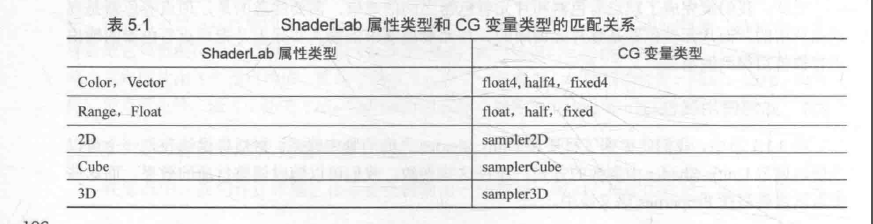 表 5.1 ShaderLab 属性类型和 CG 变量类型的匹配关系
ShaderLab 属性类型 CG 变量类型
Color，Vector float4, half4，fixed4
Range，Float float，half，fixed
2D sampler2D
Cube samplerCube
3D sampler3D